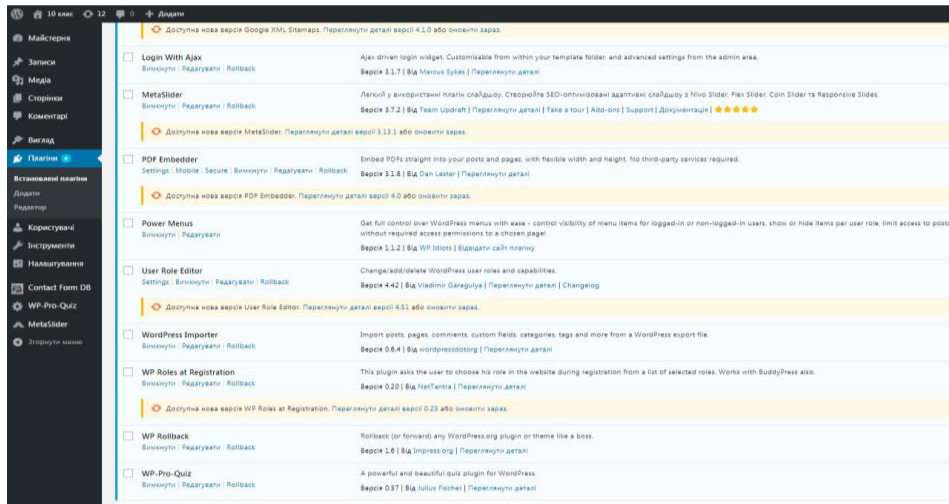 10 клас 12 0 + Додати
Майстерня
Записи
Медіа
Сторінки
Коментарі
Вигляд
Плагіни 6
Встановлені плагіни
Додати
Редактор
Користувачі
Інструменти
Налаштування
Contact Form DB
WP-Pro-Quiz
MetaSlider
Згорнути меню
Доступна нова версія Google XML Sitemaps. Переглянути деталі версії 4.1.0 або оновити зараз.
Login With Ajax
Вимкнути | Редагувати | Rollback
Ajax driven login widget. Customisable from within your template folder, and advanced settings from the admin area.
Версія 3.1.7 | Від Marcus Sykes | Переглянути деталі
MetaSlider
Вимкнути | Редагувати | Rollback
Легкий у використанні плагін слайдшоу. Створюйте SEO-оптимізовані адаптивні слайдшоу з Nivo Slider, Flex Slider, Coin Slider та Responsive Slides.
Версія 3.7.2 | Від Team Updraft | Переглянути деталі | Take a tour | Add-ons | Support | Документація |
Доступна нова версія MetaSlider. Переглянути деталі версії 3.13.1 або оновити зараз.
PDF Embedder
Settings | Mobile | Secure | Вимкнути | Редагувати | Rollback
Embed PDFs straight into your posts and pages, with flexible width and height. No third-party services required.
Версія 3.1.8 | Від Dan Lester | Переглянути деталі
Доступна нова версія PDF Embedder. Переглянути деталі версії 4.0 або оновити зараз.
Power Menus
Вимкнути | Редагувати
Get full control over WordPress menus with ease - control visibility of menu items for logged-in or non-logged-in users, show or hide items per user role, limit access to posts
without required access permissions to a chosen page!
Версія 1.1.2 | Від WP Idiots | Відвідати сайт плагіну
User Role Editor
Settings | Вимкнути | Редагувати | Rollback
Change/add/delete WordPress user roles and capabilities.
Версія 4.42 | Від Vladimir Garagulya | Переглянути деталі | Changelog
Доступна нова версія User Role Editor. Переглянути деталі версії 4.51 або оновити зараз.
WordPress Importer
Вимкнути | Редагувати | Rollback
Import posts, pages, comments, custom fields, categories, tags and more from a WordPress export file.
Версія 0.6.4 | Від wordpressdotorg | Переглянути деталі
WP Roles at Registration
Вимкнути | Редагувати | Rollback
This plugin asks the user to choose his role in the website during registration from a list of selected roles. Works with BuddyPress also.
Версія 0.20 | Від NetTantra | Переглянути деталі
Доступна нова версія WP Roles at Registration. Переглянути деталі версії 0.23 або оновити зараз.
WP Rollback
Вимкнути | Редагувати | Rollback
Rollback (or forward) any WordPress.org plugin or theme like a boss.
Версія 1.6 | Від Impress.org | Переглянути деталі
WP-Pro-Quiz
Вимкнути | Редагувати | Rollback
A powerful and beautiful quiz plugin for WordPress.
Версія 0.37 | Від Julius Fischer | Переглянути деталі